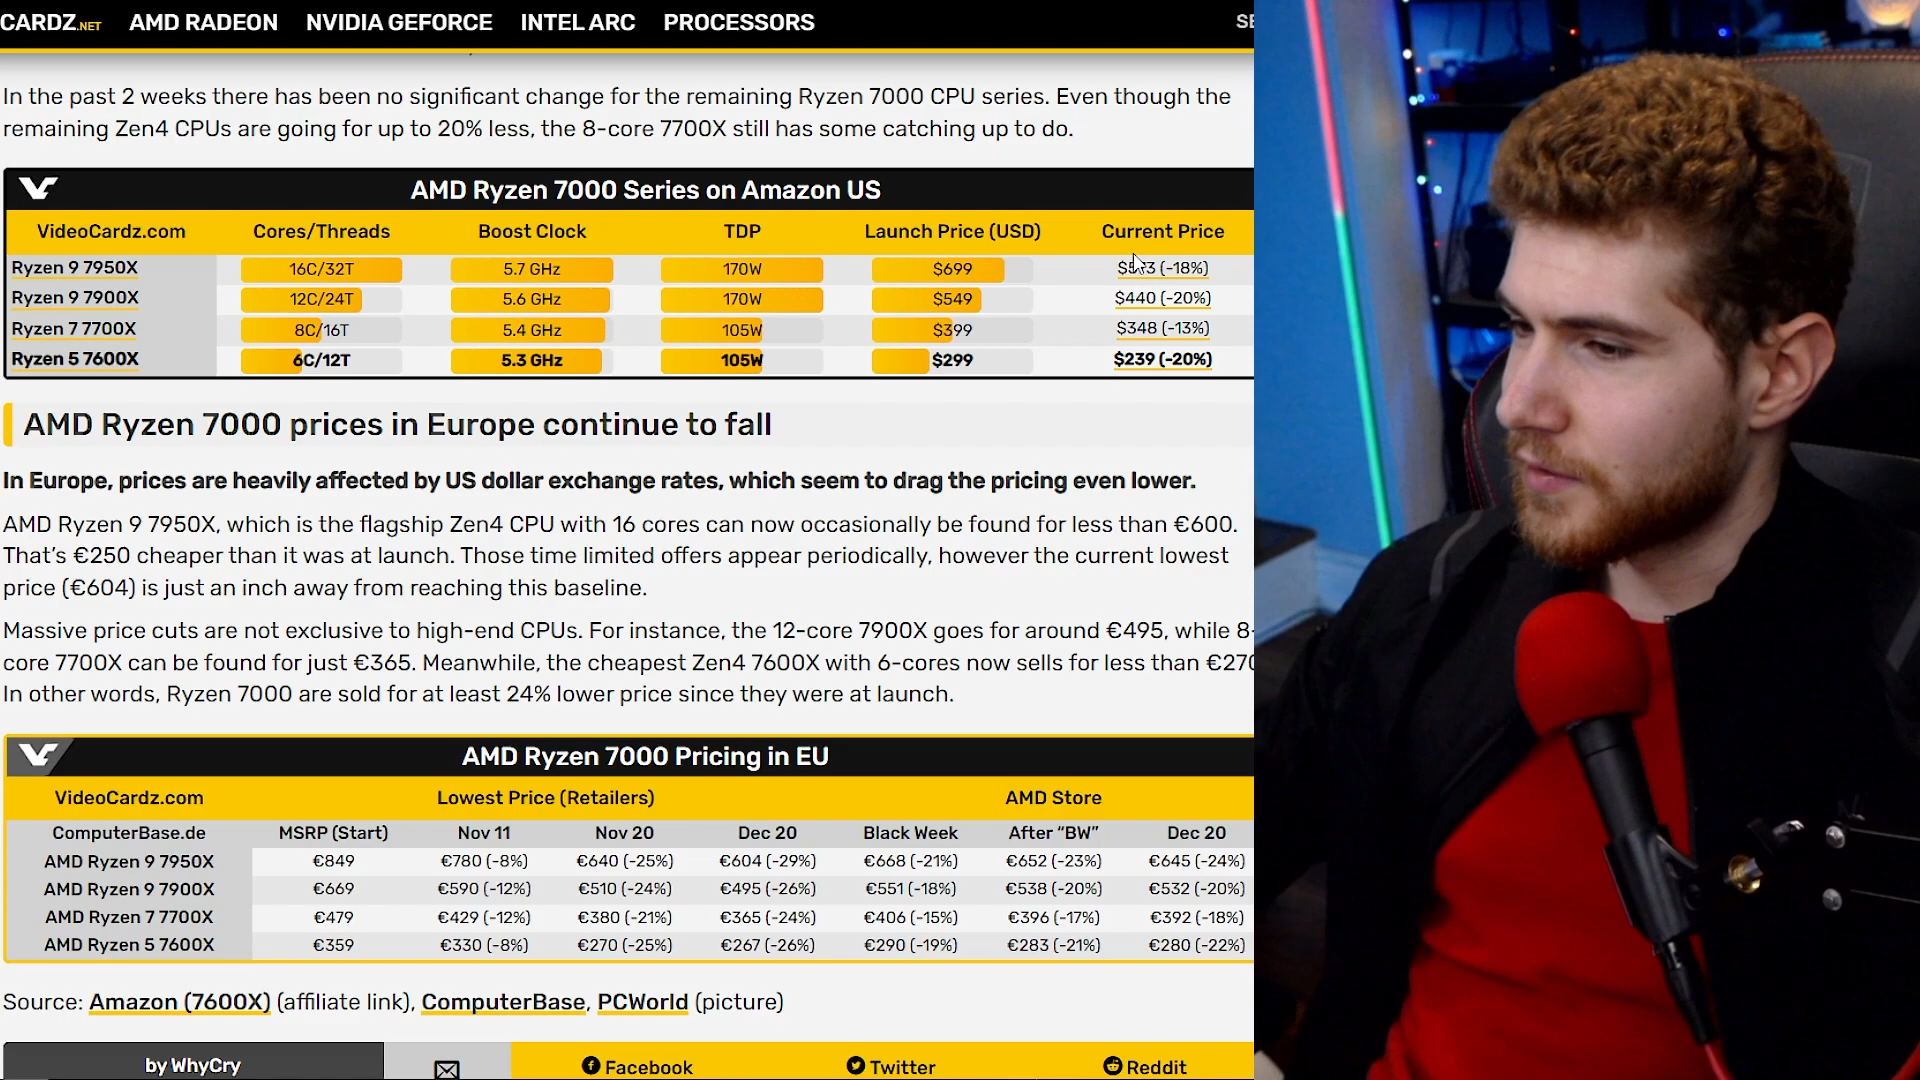 CARDZ.NET AMD RADEON NVIDIA GEFORCE INTEL ARC PROCESSORS
In the past 2 weeks there has been no significant change for the remaining Ryzen 7000 CPU series. Even though the
remaining Zen4 CPUs are going for up to 20% less, the 8-core 7700X still has some catching up to do.
AMD Ryzen 7000 Series on Amazon US
VideoCardz.com Cores/Threads Boost Clock TDP Launch Price (USD) Current Price
Ryzen 9 7950X 16C/32T 5.7 GHz 170W $699 (-18%)
Ryzen 9 7900X 12C/24T 5.6 GHz 170W $549 $440 (-20%)
Ryzen 7 7700X 8C/16T 5.4 GHz 105W $399 $348 (-13%)
Ryzen 5 7600X 6C/12T 5.3 GHz 105W $299 $239 (-20%)
AMD Ryzen 7000 prices in Europe continue to fall
In Europe, prices are heavily affected by US dollar exchange rates, which seem to drag the pricing even lower.
AMD Ryzen 9 7950X, which is the flagship Zen4 CPU with 16 cores can now occasionally be found for less than €600.
That's €250 cheaper than it was at launch. Those time limited offers appear periodically, however the current lowest
price (€604) is just an inch away from reaching this baseline.
Massive price cuts are not exclusive to high-end CPUs. For instance, the 12-core 7900X goes for around €495, while 8-
core 7700X can be found for just €365. Meanwhile, the cheapest Zen4 7600X with 6-cores now sells for less than €270
In other words, Ryzen 7000 are sold for at least 24% lower price since they were at launch.
AMD Ryzen 7000 Pricing in EU
VideoCardz.com Lowest Price (Retailers) AMD Store
ComputerBase.de MSRP (Start) Nov 11 Nov 20 Dec 20 Black Week After "BW" Dec 20
AMD Ryzen 9 7950X €849 €780 (-8%) €640 (-25%) €604 (-29%) €668 (-21%) €652 (-23%) €645 (-24%)
AMD Ryzen 9 7900X €669 €590 (-12%) €510 (-24%) €495 (-26%) €551 (-18%) €538 (-20%) €532 (-20%)
AMD Ryzen 7 7700X €479 €429 (-12%) €380 (-21%) €365 (-24%) €406 (-15%) €396 (-17%) €392 (-18%)
AMD Ryzen 5 7600X €359 €330 (-8%) €270 (-25%) €267 (-26%) €290 (-19%) €283 (-21%) €280 (-22%)
Source: Amazon (7600X) (affiliate link), ComputerBase, PCWorld (picture)
by WhyCry Facebook Twitter Reddit